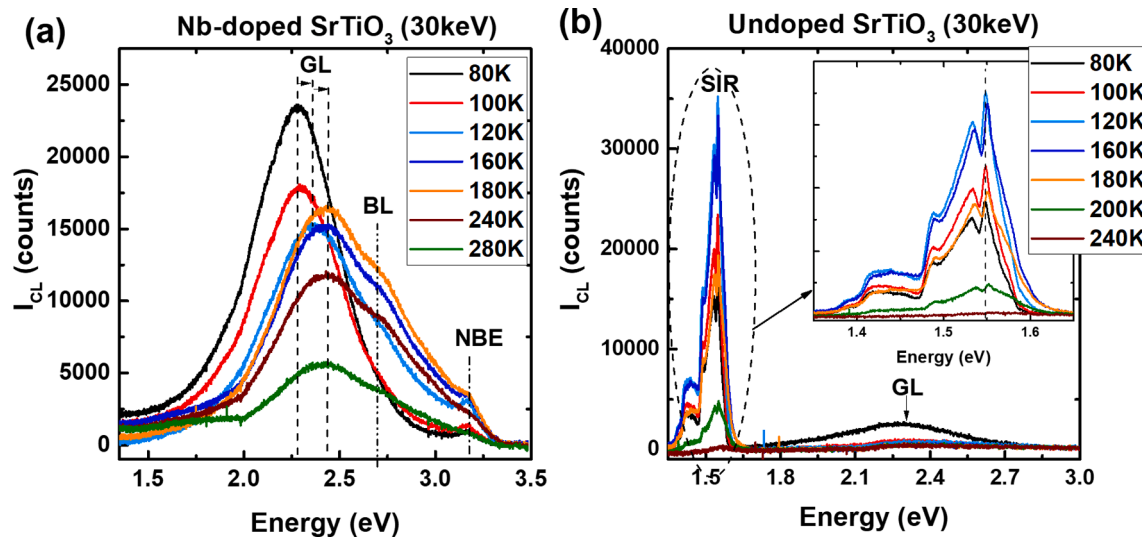 (a)
Nb-doped SrTiO3 (30keV)
GL
BL
NBE
80K
100K
120K
160K
180K
240K
280K
25000
20000
15000
10000
5000
0
ICL (counts)
1.5
2.0
2.5
3.0
3.5
Energy (eV)
(b)
Undoped SrTiO3 (30keV)
SIR
GL
80K
100K
120K
160K
180K
200K
240K
40000
30000
20000
10000
0
ICL (counts)
1.5
1.8
2.1
2.4
2.7
3.0
Energy (eV)
ICL (counts)
1.4
1.5
1.6
Energy (eV)